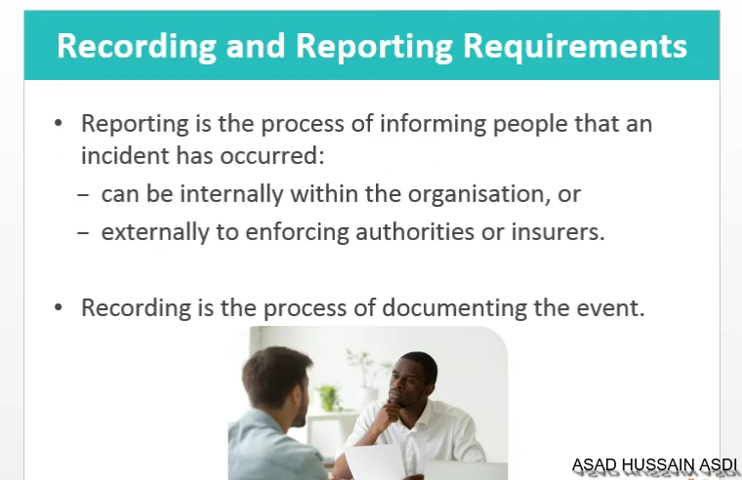 Recording and Reporting Requirements
• Reporting is the process of informing people that an
incident has occurred:
– can be internally within the organisation, or
– externally to enforcing authorities or insurers.
• Recording is the process of documenting the event.
ASAD HUSSAIN ASDI